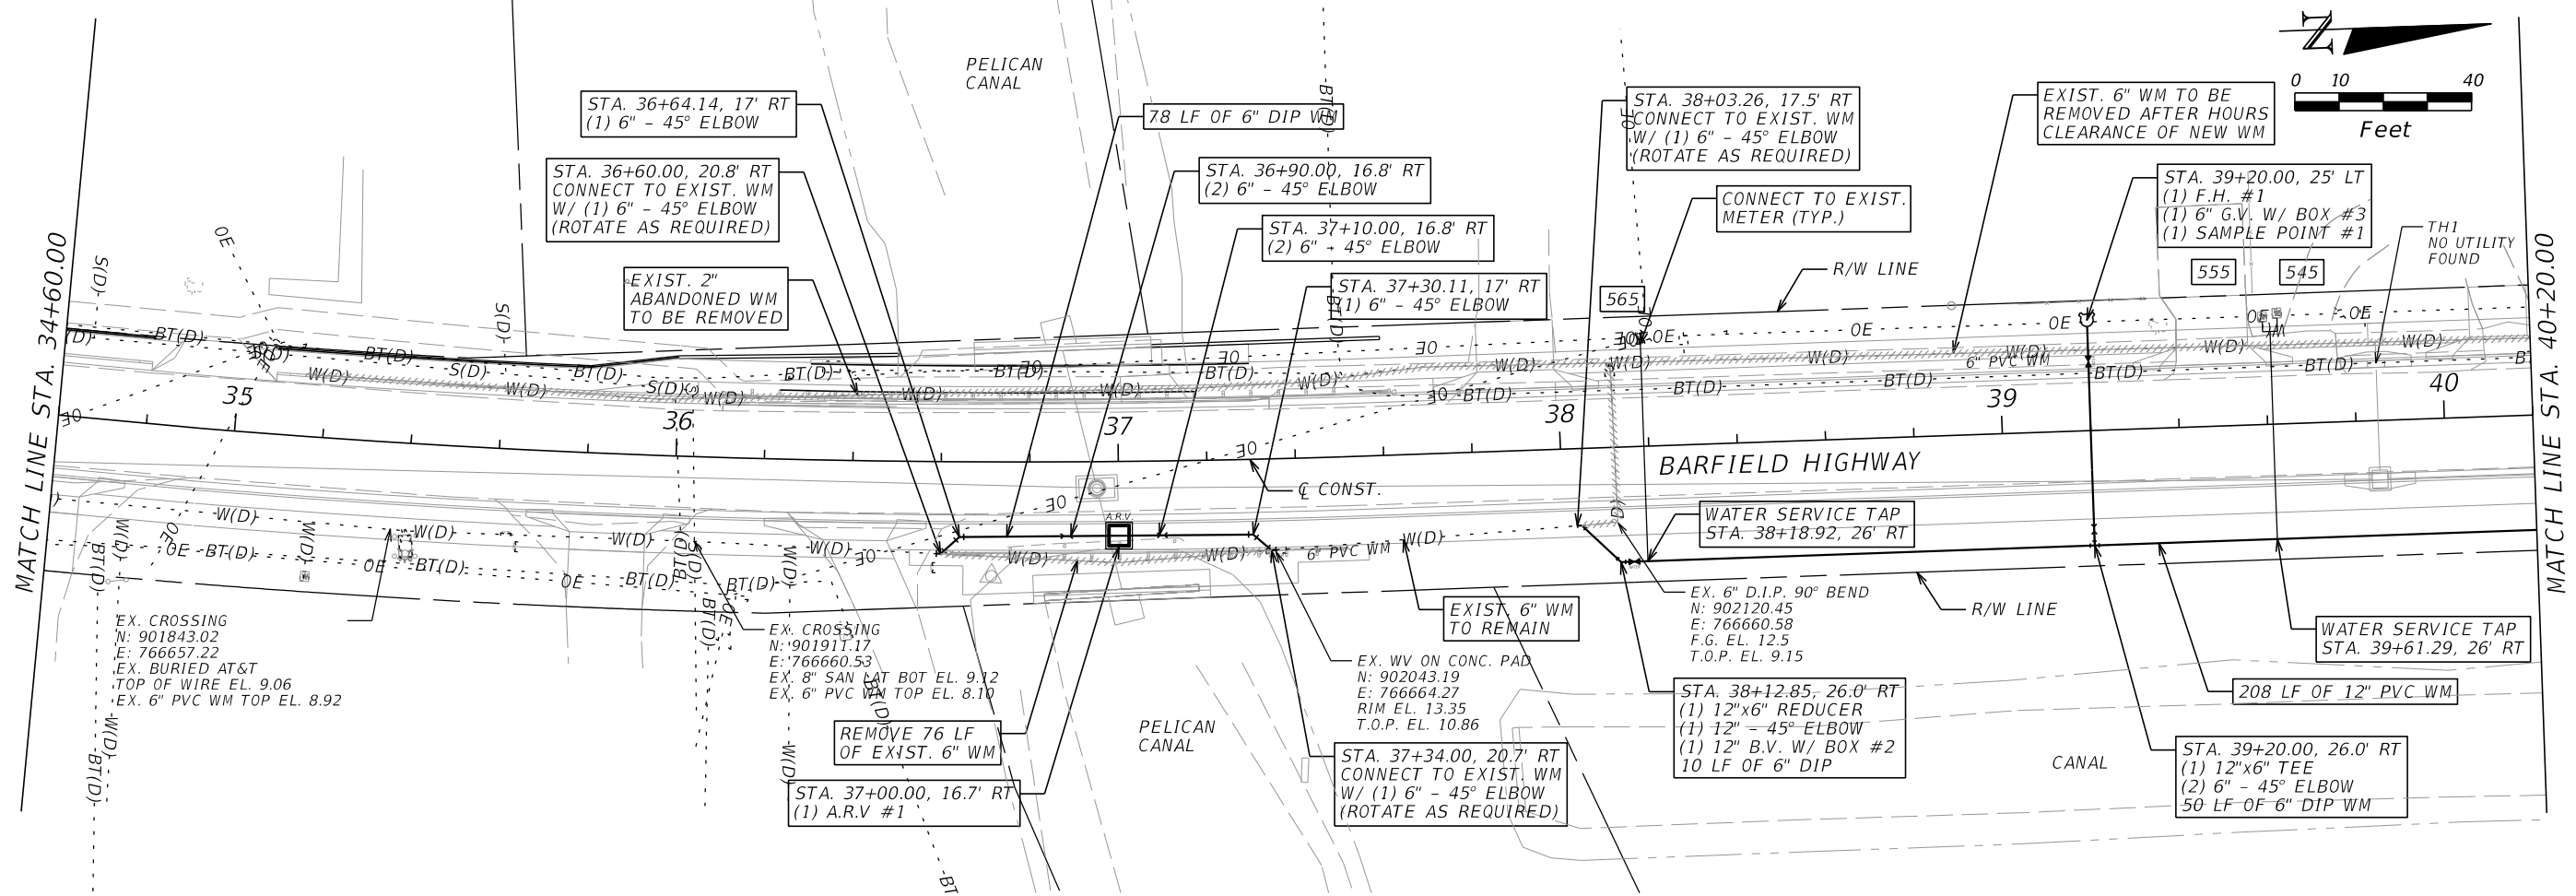 MATCH LINE STA. 34+60.00
PELICAN
CANAL
STA. 36+64.14, 17' RT
(1) 6" – 45° ELBOW
STA. 36+60.00, 20.8' RT
CONNECT TO EXIST. WM
W/ (1) 6" – 45° ELBOW
(ROTATE AS REQUIRED)
EXIST. 2"
ABANDONED WM
TO BE REMOVED
78 LF OF 6" DIP WM
STA. 36+90.00, 16.8' RT
(2) 6" – 45° ELBOW
STA. 37+10.00, 16.8' RT
(2) 6" – 45° ELBOW
STA. 37+30.11, 17' RT
(1) 6" – 45° ELBOW
STA. 38+03.26, 17.5' RT
CONNECT TO EXIST. WM
W/ (1) 6" – 45° ELBOW
(ROTATE AS REQUIRED)
CONNECT TO EXIST.
METER (TYP.)
R/W LINE
565
EXIST. 6" WM TO BE
REMOVED AFTER HOURS
CLEARANCE OF NEW WM
STA. 39+20.00, 25' LT
(1) F.H. #1
(1) 6" G.V. W/ BOX #3
(1) SAMPLE POINT #1
555
545
TH1
NO UTILITY
FOUND
N
0 10 40
Feet
MATCH LINE STA. 40+20.00
35
36
37
38
39
40
BARFIELD HIGHWAY
℄ CONST.
6" PVC WM
6" PVC WM
A.R.V
WATER SERVICE TAP
STA. 38+18.92, 26' RT
EX. CROSSING
N: 901843.02
E: 766657.22
EX. BURIED AT&T
TOP OF WIRE EL. 9.06
EX. 6" PVC WM TOP EL. 8.92
EX. CROSSING
N: 901911.17
E: 766660.53
EX. 8" SAN LAT BOT EL. 9.12
EX. 6" PVC WM TOP EL. 8.10
REMOVE 76 LF
OF EXIST. 6" WM
STA. 37+00.00, 16.7' RT
(1) A.R.V #1
PELICAN
CANAL
EX. WV ON CONC. PAD
N: 902043.19
E: 766664.27
RIM EL. 13.35
T.O.P. EL. 10.86
STA. 37+34.00, 20.7' RT
CONNECT TO EXIST. WM
W/ (1) 6" – 45° ELBOW
(ROTATE AS REQUIRED)
EXIST. 6" WM
TO REMAIN
EX. 6" D.I.P. 90° BEND
N: 902120.45
E: 766660.58
F.G. EL. 12.5
T.O.P. EL. 9.15
STA. 38+12.85, 26.0' RT
(1) 12"x6" REDUCER
(1) 12" – 45° ELBOW
(1) 12" B.V. W/ BOX #2
10 LF OF 6" DIP
R/W LINE
CANAL
WATER SERVICE TAP
STA. 39+61.29, 26' RT
208 LF OF 12" PVC WM
STA. 39+20.00, 26.0' RT
(1) 12"x6" TEE
(2) 6" – 45° ELBOW
50 LF OF 6" DIP WM
S(D)
OE
BT(D)
W(D)